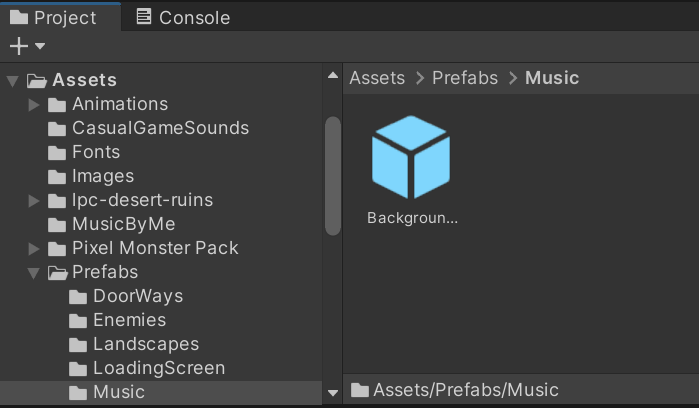 Project
Console
Assets
Animations
CasualGameSounds
Fonts
Images
lpc-desert-ruins
MusicByMe
Pixel Monster Pack
Prefabs
DoorWays
Enemies
Landscapes
LoadingScreen
Music
Assets > Prefabs > Music
Backgroun...
Assets/Prefabs/Music